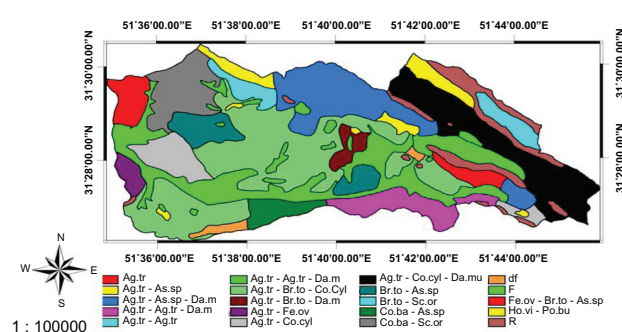 51°36'00.00"E 51°38'00.00"E 51°40'00.00"E 51°42'00.00"E 51°44'00.00"E
31°30'00.00"N 31°30'00.00"N
31°28'00.00"N 31°28'00.00"N
51°36'00.00"E 51°38'00.00"E 51°40'00.00"E 51°42'00.00"E 51°44'00.00"E
N
W E
S
1 : 100000
Ag.tr
Ag.tr - As.sp
Ag.tr - As.sp - Da.m
Ag.tr - Ag.tr - Da.m
Ag.tr - Ag.tr
Ag.tr - Ag.tr - Da.m
Ag.tr - Br.to - Co.Cyl
Ag.tr - Br.to - Da.m
Ag.tr - Fe.ov
Ag.tr - Co.cyl
Ag.tr - Co.cyl - Da.mu
Br.to - As.sp
Br.to - Sc.or
Co.ba - As.sp
Co.ba - Sc.or
df
F
Fe.ov - Br.to - As.sp
Ho.vi - Po.bu
R